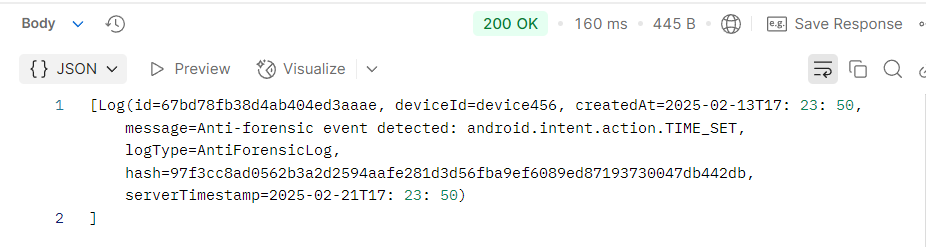 Body 200 OK 160 ms 445 B e.g. Save Response
{} JSON Preview Visualize
1 [Log(id=67bd78fb38d4ab404ed3aaae, deviceId=device456, createdAt=2025-02-13T17: 23: 50,
message=Anti-forensic event detected: android.intent.action.TIME_SET,
logType=AntiForensicLog,
hash=97f3cc8ad0562b3a2d2594aafe281d3d56fba9ef6089ed87193730047db442db,
serverTimestamp=2025-02-21T17: 23: 50)
2 ]